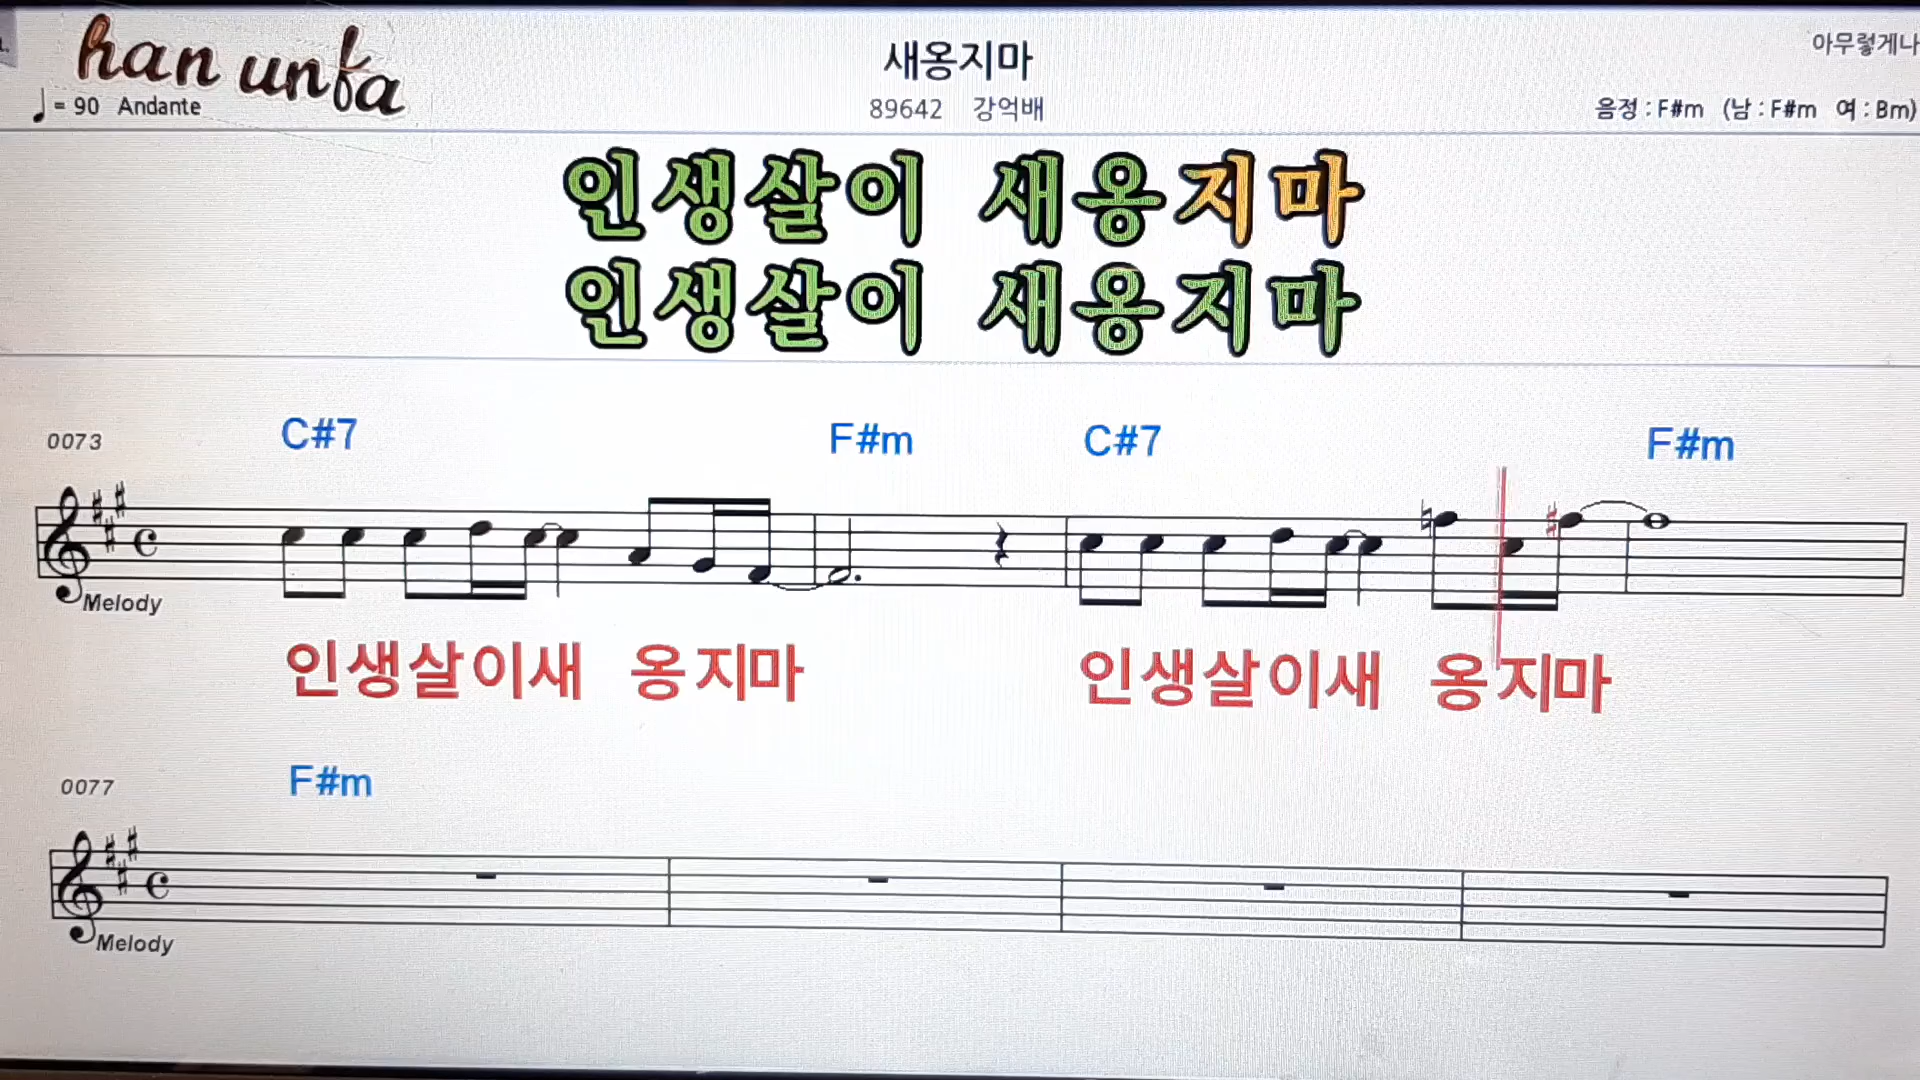 han unfa
♩= 90 Andante
새옹지마
89642 강억배
아무렇게나
음정 : F#m (남 : F#m 여 : Bm)
인생살이 새옹지마
인생살이 새옹지마
0073 C#7 F#m C#7 F#m
Melody
인생살이새 옹지마 인생살이새 옹지마
0077 F#m
Melody